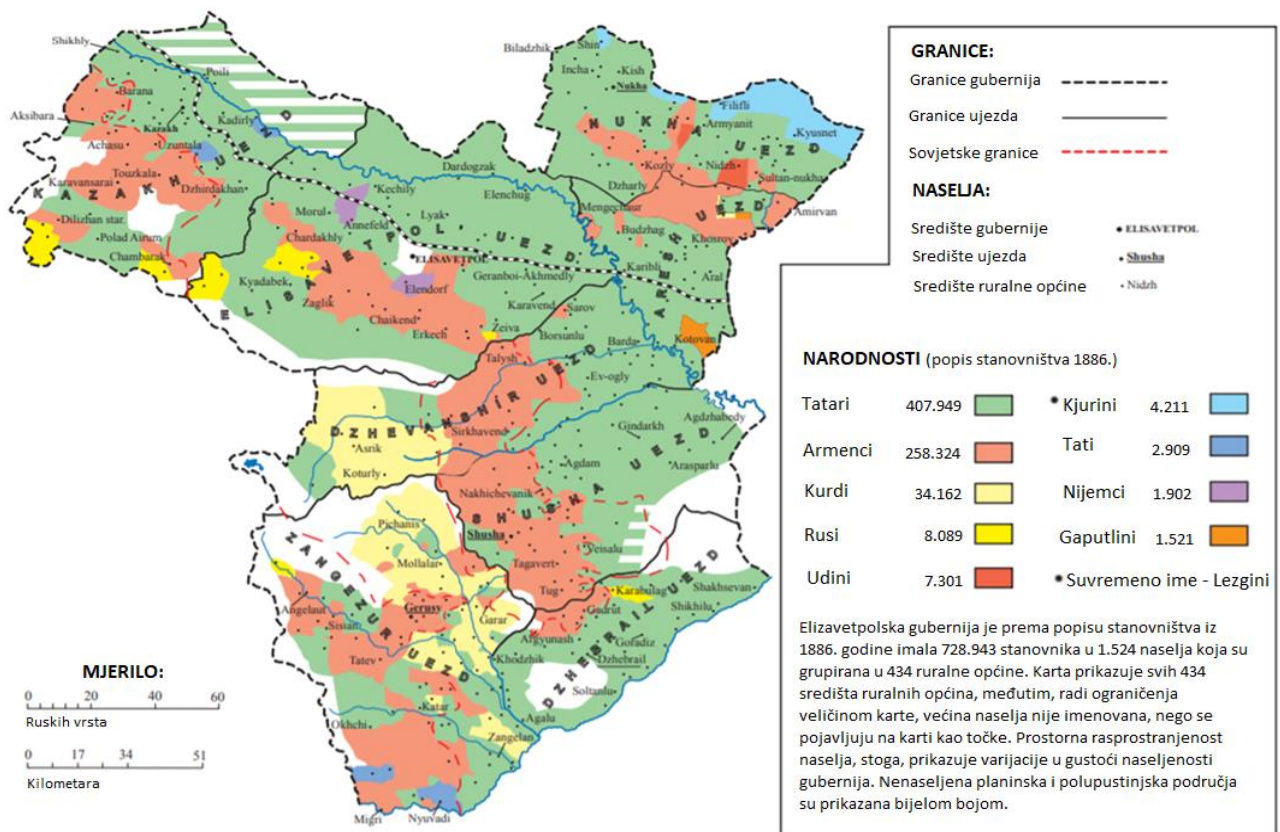 Shikhly
Poili
Barana
Aksibara
Kazakh
Kadirly
Achasu
Uzuntala
Touzkala
Karavansarai
Dzhirdakhan
KAZAKH UEZD
Dilizhan star.
Polad Airum
Chambarak
Biladzhik
Shin
Incha
Kish
Nukha
Filifli
NUKHA UEZD
Armyanit
Kyusnet
Kozly
Nidzh
Sultan-nukha
Dzharly
Mengechaur
Amirvan
Budzhag
Khosrov
ARESH UEZD
Karibli
Aral
Kotovan
Dardogzak
Kechily
Elenchug
Morul
Annefeld
Lyak
Chardakhly
ELISAVETPOL UEZD
ELISAVETPOL
Geranboi-Akhmedly
Kyadabek
Elendorf
Zaglik
Karavend
Sarov
Chaikend
Erkech
Zeiva
Borsunlu
Barda
Talysh
Ev-ogly
DZHEVAHSHIR UEZD
Asrik
Sirkhavend
Koturly
Agdzhabedy
Gindarkh
Agdam
Arasparlu
Nakhichevanik
SHUSHA UEZD
Shusha
Pichanis
Mollalar
ZANGEZUR UEZD
Veisalu
Tagavert
Tug
Karabulag
Shakhsevan
Gadrut
Shikhilu
Angelaut
Gerusy
Garar
Sisian
Argyunash
Goradiz
Tatev
Khodzhik
Dzhebrail
DZHEBRAIL UEZD
Soltanlu
Katar
Okhchi
Agalu
Zangelan
Migri
Nyuvadi
MJERILO:
0 20 40 60
Ruskih vrsta
0 17 34 51
Kilometara
GRANICE:
Granice gubernija
Granice ujezda
Sovjetske granice
NASELJA:
Središte gubernije • ELISAVETPOL
Središte ujezda • Shusha
Središte ruralne općine • Nidzh
NARODNOSTI (popis stanovništva 1886.)
Tatari 407.949
Armenci 258.324
Kurdi 34.162
Rusi 8.089
Udini 7.301
* Kjurini 4.211
Tati 2.909
Nijemci 1.902
Gaputlini 1.521
* Suvremeno ime - Lezgini
Elizavetpolska gubernija je prema popisu stanovništva iz
1886. godine imala 728.943 stanovnika u 1.524 naselja koja su
grupirana u 434 ruralne općine. Karta prikazuje svih 434
središta ruralnih općina, međutim, radi ograničenja
veličinom karte, većina naselja nije imenovana, nego se
pojavljuju na karti kao točke. Prostorna rasprostranjenost
naselja, stoga, prikazuje varijacije u gustoći naseljenosti
gubernija. Nenaseljena planinska i polupustinjska područja
su prikazana bijelom bojom.